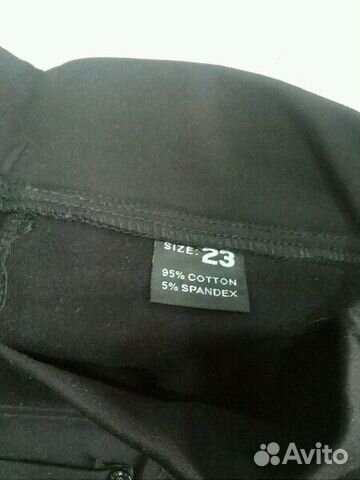 SIZE: 23
95% COTTON
5% SPANDEX
Avito